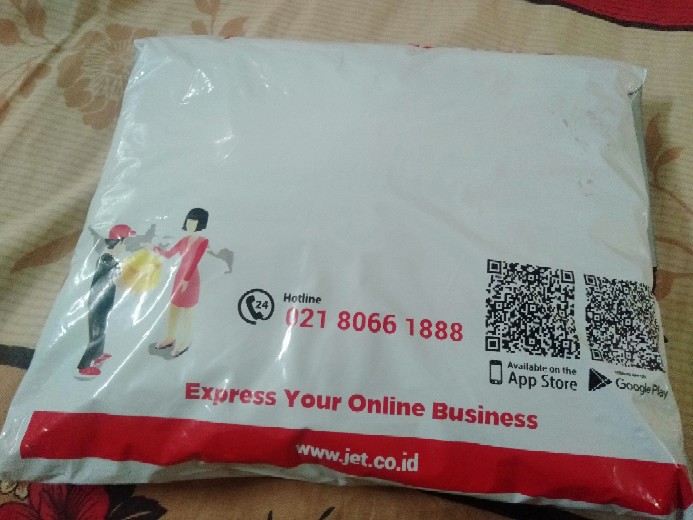 24
Hotline
021 8066 1888
Available on the
App Store
Google Play
Express Your Online Business
www.jet.co.id